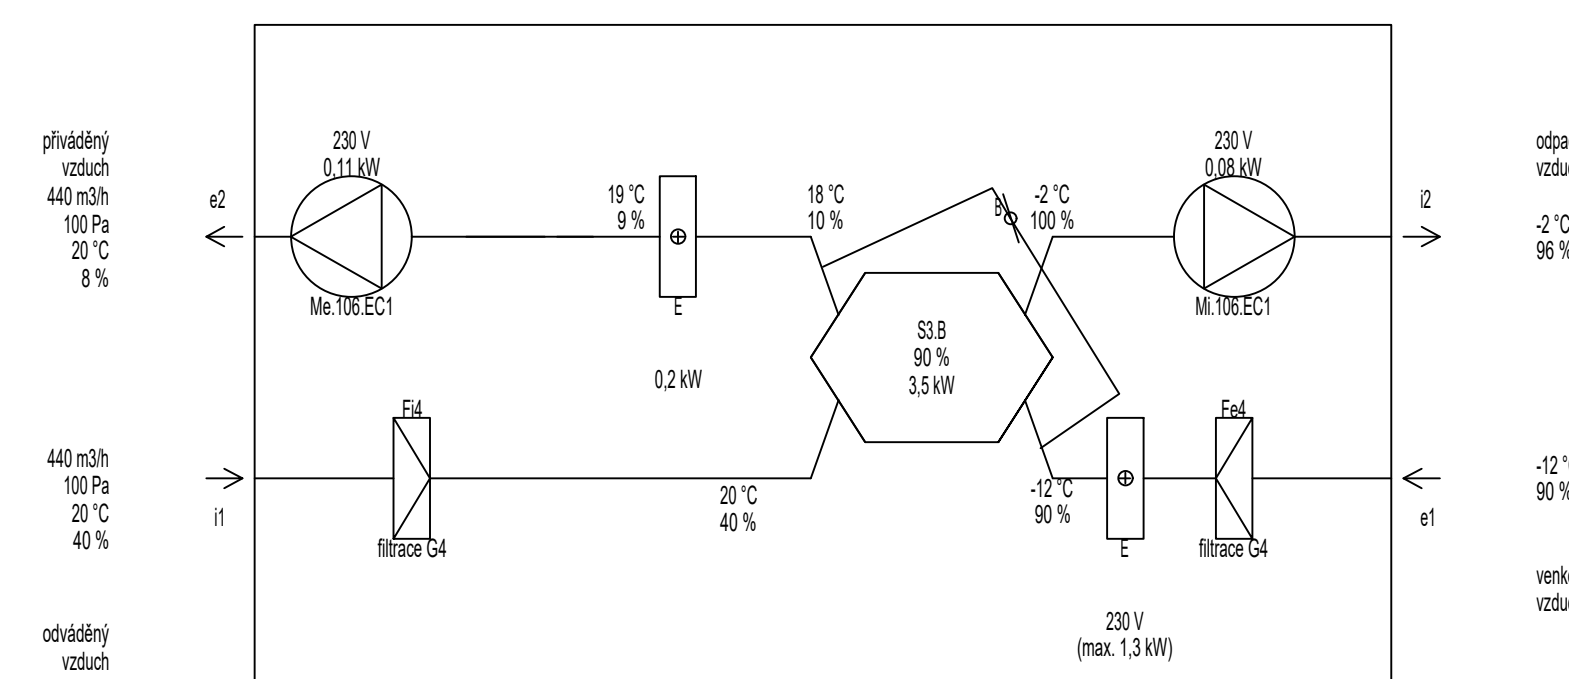 přiváděný
vzduch
440 m3/h
100 Pa
20 °C
8 %
e2
230 V
0,11 kW
Me.106.EC1
19 °C
9 %
E
18 °C
10 %
B
-2 °C
100 %
230 V
0,08 kW
Mi.106.EC1
i2
-2 °C
96 %
S3.B
90 %
3,5 kW
0,2 kW
440 m3/h
100 Pa
20 °C
40 %
i1
Fi4
filtrace G4
20 °C
40 %
-12 °C
90 %
E
Fe4
filtrace G4
e1
-12 °C
90 %
230 V
(max. 1,3 kW)
odváděný
vzduch